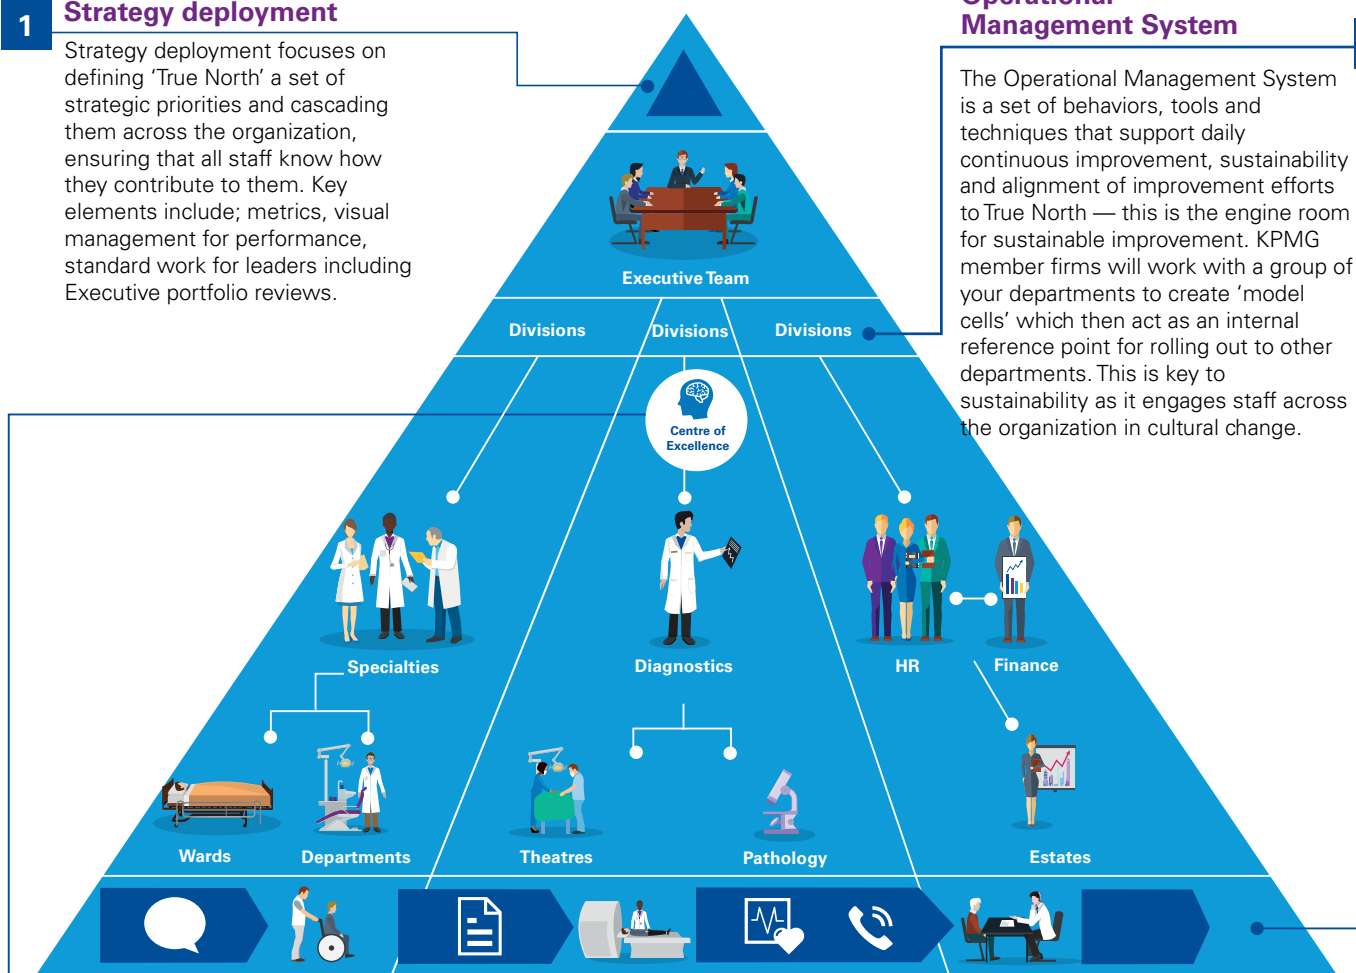 1
Strategy deployment
Strategy deployment focuses on
defining ‘True North’ a set of
strategic priorities and cascading
them across the organization,
ensuring that all staff know how
they contribute to them. Key
elements include; metrics, visual
management for performance,
standard work for leaders including
Executive portfolio reviews.
Operational
Management System
The Operational Management System
is a set of behaviors, tools and
techniques that support daily
continuous improvement, sustainability
and alignment of improvement efforts
to True North — this is the engine room
for sustainable improvement. KPMG
member firms will work with a group of
your departments to create ‘model
cells’ which then act as an internal
reference point for rolling out to other
departments. This is key to
sustainability as it engages staff across
the organization in cultural change.
Executive Team
Divisions Divisions Divisions
Centre of
Excellence
Specialties Diagnostics HR Finance
Wards Departments Theatres Pathology Estates